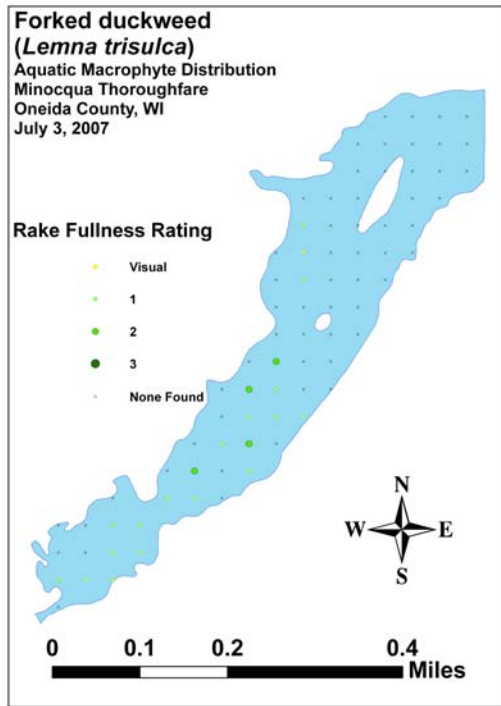 Forked duckweed
(Lemna trisulca)
Aquatic Macrophyte Distribution
Minocqua Thoroughfare
Oneida County, WI
July 3, 2007
Rake Fullness Rating
Visual
1
2
3
None Found
N
W E
S
0 0.1 0.2 0.4
Miles